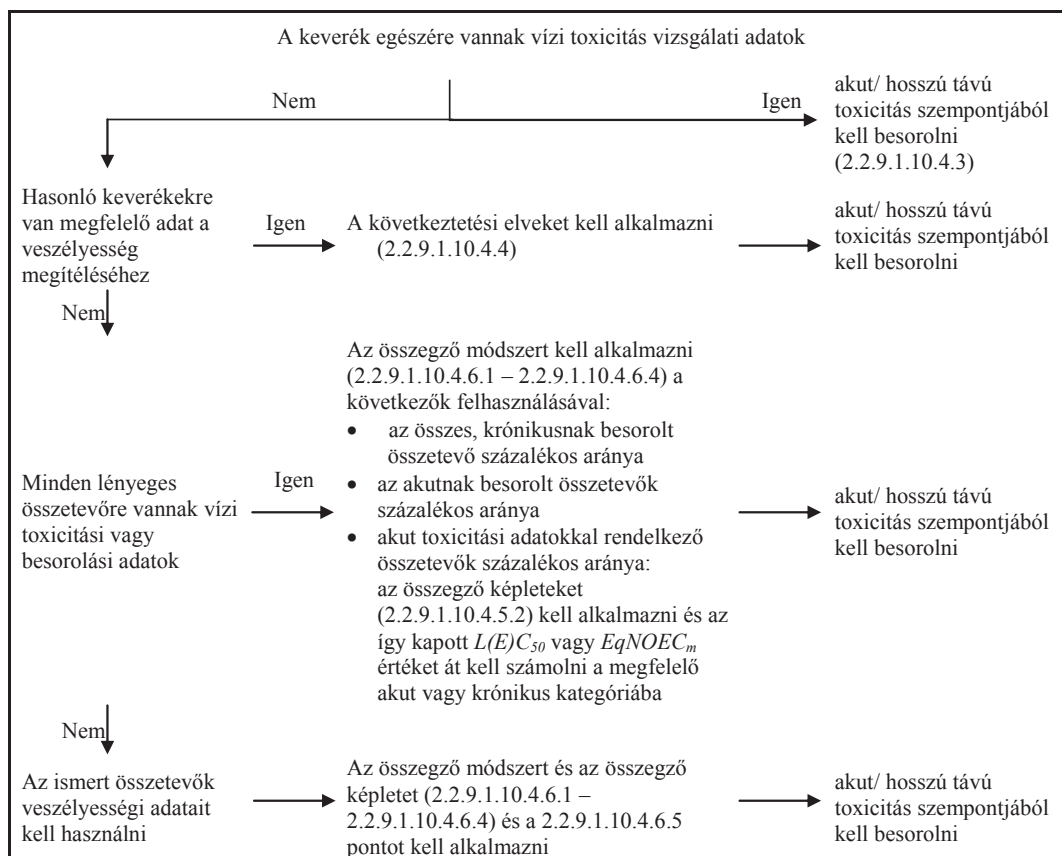 A keverék egészére vannak vízi toxicitás vizsgálati adatok
Nem
Igen
akut/ hosszú távú
toxicitás szempontjából
kell besorolni
(2.2.9.1.10.4.3)
Hasonló keverékekre
van megfelelő adat a
veszélyesség
megítéléséhez
Igen
A következtetési elveket kell alkalmazni
(2.2.9.1.10.4.4)
akut/ hosszú távú
toxicitás szempontjából
kell besorolni
Nem
Minden lényeges
összetevőre vannak vízi
toxicitási vagy
besorolási adatok
Igen
Az összegző módszert kell alkalmazni
(2.2.9.1.10.4.6.1 – 2.2.9.1.10.4.6.4) a
következők felhasználásával:
• az összes, krónikusnak besorolt
összetevő százalékos aránya
• az akutnak besorolt összetevők
százalékos aránya
• akut toxicitási adatokkal rendelkező
összetevők százalékos aránya:
az összegző képleteket
(2.2.9.1.10.4.5.2) kell alkalmazni és az
így kapott L(E)C50 vagy EqNOECm
értéket át kell számolni a megfelelő
akut vagy krónikus kategóriába
akut/ hosszú távú
toxicitás szempontjából
kell besorolni
Nem
Az ismert összetevők
veszélyességi adatait
kell használni
Az összegző módszert és az összegző
képletet (2.2.9.1.10.4.6.1 –
2.2.9.1.10.4.6.4) és a 2.2.9.1.10.4.6.5
pontot kell alkalmazni
akut/ hosszú távú
toxicitás szempontjából
kell besorolni